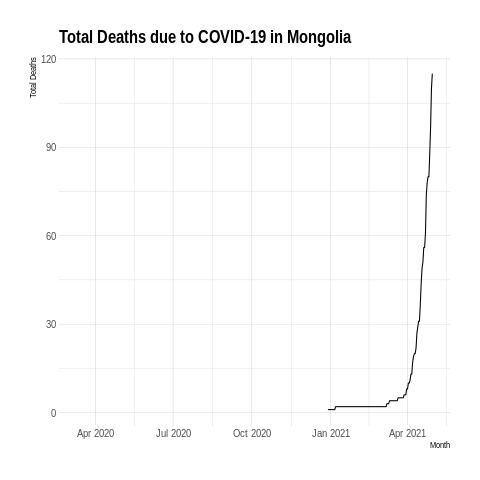 Total Deaths due to COVID-19 in Mongolia
Total Deaths
120
90
60
30
0
Apr 2020 Jul 2020 Oct 2020 Jan 2021 Apr 2021
Month